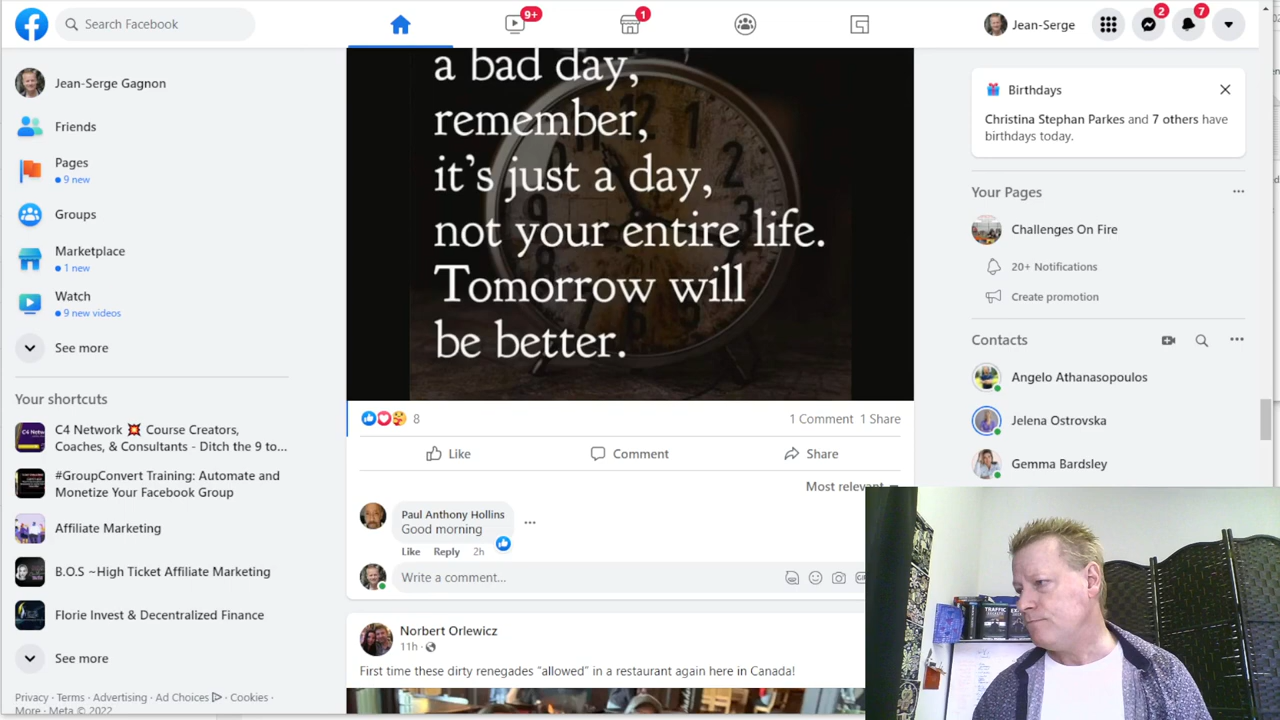 Search Facebook
9+
1
Jean-Serge
2
7
Jean-Serge Gagnon
Friends
Pages
9 new
Groups
Marketplace
1 new
Watch
9 new videos
See more
Your shortcuts
C4 Network 💥 Course Creators,
Coaches, & Consultants - Ditch the 9 to...
#GroupConvert Training: Automate and
Monetize Your Facebook Group
Affiliate Marketing
B.O.S ~High Ticket Affiliate Marketing
Florie Invest & Decentralized Finance
See more
Privacy · Terms · Advertising · Ad Choices · Cookies ·
More · Meta © 2022
a bad day,
remember,
it's just a day,
not your entire life.
Tomorrow will
be better.
8
1 Comment 1 Share
Like
Comment
Share
Most relevant
Paul Anthony Hollins
Good morning
Like Reply 2h
Write a comment...
Norbert Orlewicz
11h ·
First time these dirty renegades “allowed” in a restaurant again here in Canada!
Birthdays
Christina Stephan Parkes and 7 others have
birthdays today.
Your Pages
Challenges On Fire
20+ Notifications
Create promotion
Contacts
Angelo Athanasopoulos
Jelena Ostrovska
Gemma Bardsley
TRAFFIC